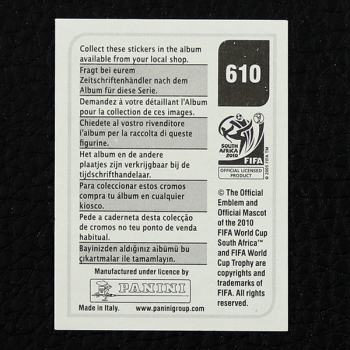 Collect these stickers in the album
available from your local shop.
Fragt bei eurem
Zeitschriftenhändler nach dem
Album für diese Serie.
Demandez à votre détaillant l'Album
pour la collection de ces images.
Chiedete al vostro rivenditore
l'album per la raccolta di queste
figurine.
Het album en de andere
plaatjes zijn verkrijgbaar bij de
tijdschrifthandelaar.
Para coleccionar estos cromos
compra tu álbum en cualquier
kiosco.
Pede a caderneta desta colecção
de cromos no teu ponto de venda
habitual.
Bayinizden aldığınız albümü bu
çıkartmalar ile tamamlayın.
Manufactured under licence by
PANINI
Made in Italy. www.paninigroup.com
610
SOUTH
AFRICA
2010
FIFA
OFFICIAL LICENSED
PRODUCT
© The Official
Emblem and
Official Mascot
of the 2010
FIFA World Cup
South Africa™
and FIFA World
Cup Trophy are
copyrights and
trademarks of
FIFA. All rights
reserved.